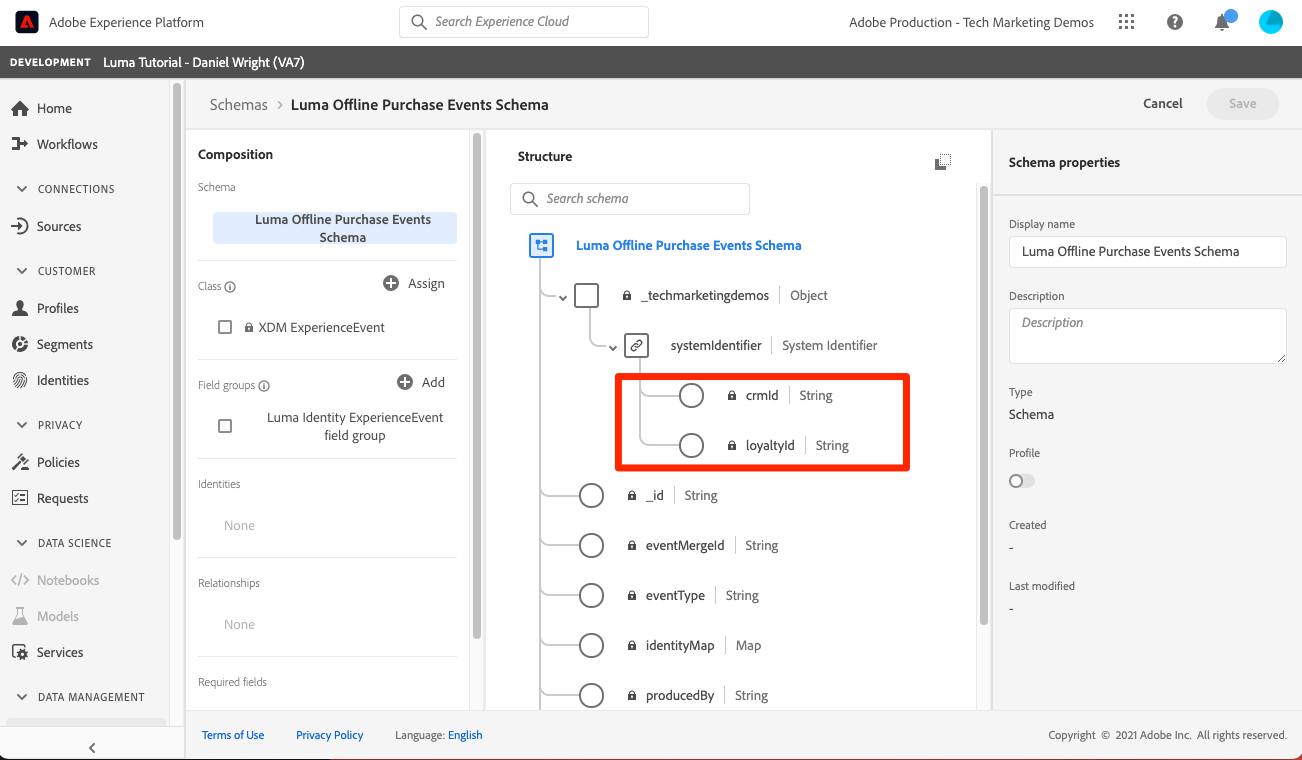 Adobe Experience Platform
Search Experience Cloud
Adobe Production - Tech Marketing Demos
DEVELOPMENT Luma Tutorial - Daniel Wright (VA7)
Home
Workflows
CONNECTIONS
Sources
CUSTOMER
Profiles
Segments
Identities
PRIVACY
Policies
Requests
DATA SCIENCE
Notebooks
Models
Services
DATA MANAGEMENT
Schemas > Luma Offline Purchase Events Schema
Cancel
Save
Composition
Schema
Luma Offline Purchase Events
Schema
Class
Assign
XDM ExperienceEvent
Field groups
Add
Luma Identity ExperienceEvent
field group
Identities
None
Relationships
None
Required fields
Structure
Search schema
Luma Offline Purchase Events Schema
_techmarketingdemos Object
systemIdentifier System Identifier
crmId String
loyaltyId String
_id String
eventMergeId String
eventType String
identityMap Map
producedBy String
Schema properties
Display name
Luma Offline Purchase Events Schema
Description
Description
Type
Schema
Profile
Created
-
Last modified
-
Terms of Use
Privacy Policy
Language: English
Copyright © 2021 Adobe Inc. All rights reserved.